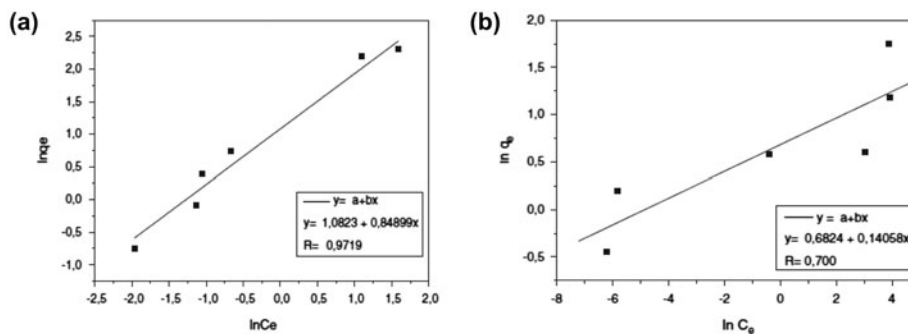 (a)
2,5
2,0
1,5
1,0
0,5
0,0
-0,5
-1,0
lnqe
y= a+bx
y= 1,0823 + 0,84899x
R= 0,9719
-2,5 -2,0 -1,5 -1,0 -0,5 0,0 0,5 1,0 1,5 2,0
lnCe
(b)
2,0
1,5
1,0
0,5
0,0
-0,5
ln qe
y = a+bx
y= 0,6824 + 0,14058x
R= 0,700
-8 -6 -4 -2 0 2 4
ln Ce